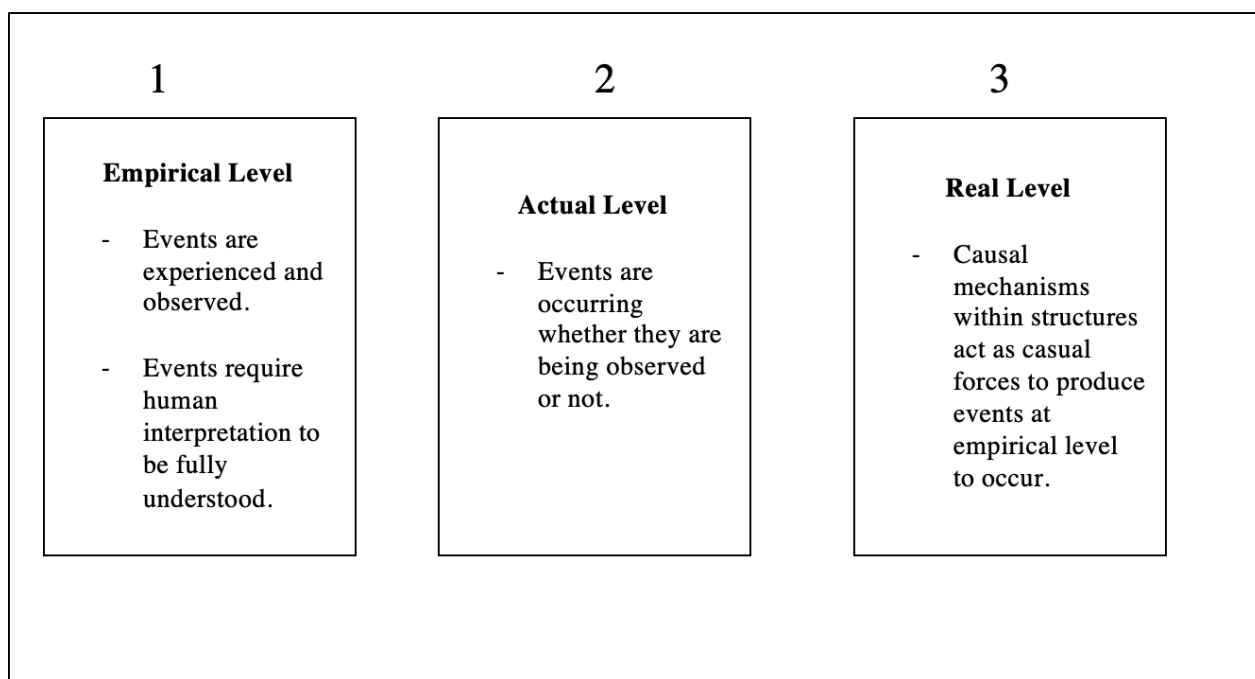 1
Empirical Level
- Events are
experienced and
observed.
- Events require
human
interpretation to
be fully
understood.
2
Actual Level
- Events are
occurring
whether they are
being observed
or not.
3
Real Level
- Causal
mechanisms
within structures
act as casual
forces to produce
events at
empirical level
to occur.